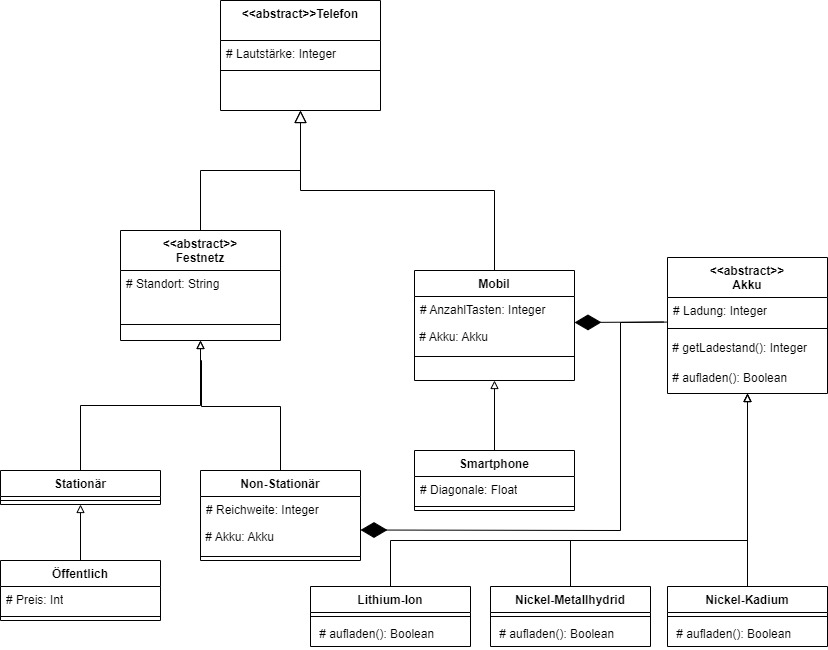 <<abstract>>Telefon
# Lautstärke: Integer
<<abstract>>
Festnetz
# Standort: String
Mobil
# AnzahlTasten: Integer
# Akku: Akku
<<abstract>>
Akku
# Ladung: Integer
# getLadestand(): Integer
# aufladen(): Boolean
Smartphone
# Diagonale: Float
Stationär
Non-Stationär
# Reichweite: Integer
# Akku: Akku
Öffentlich
# Preis: Int
Lithium-Ion
# aufladen(): Boolean
Nickel-Metallhydrid
# aufladen(): Boolean
Nickel-Kadium
# aufladen(): Boolean